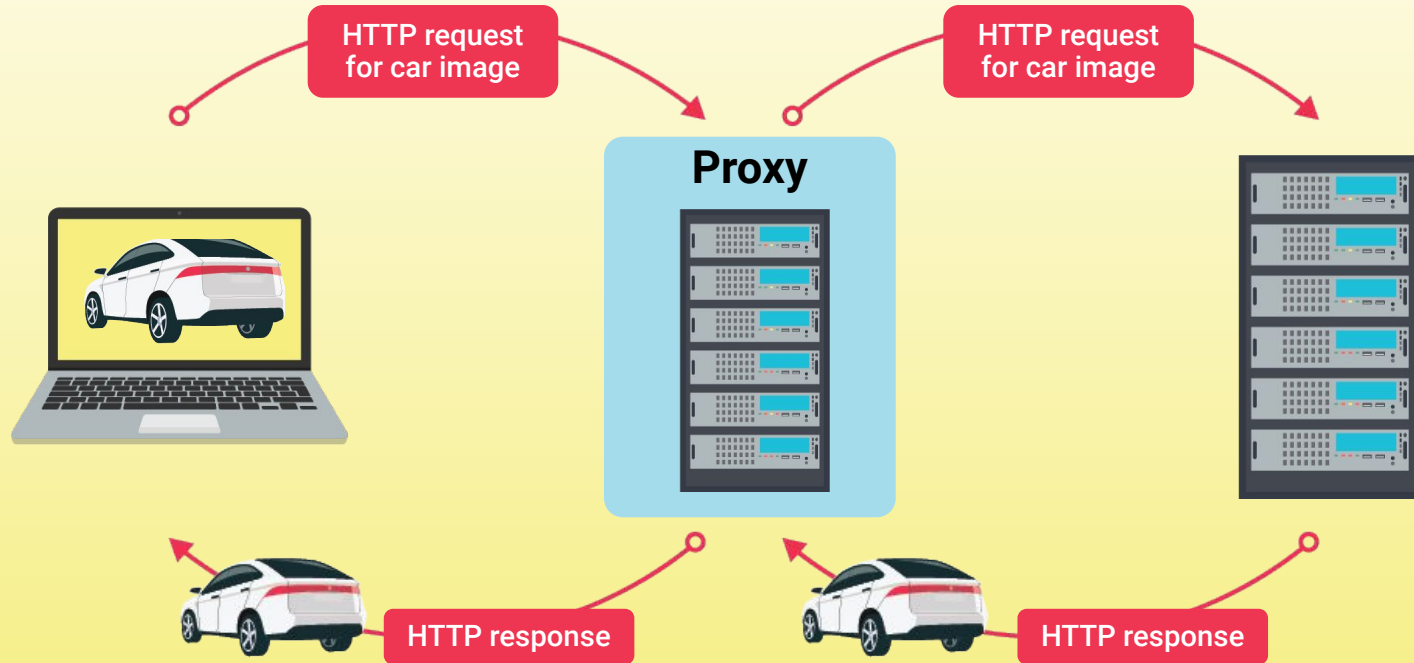 HTTP request
for car image
HTTP request
for car image
Proxy
HTTP response
HTTP response